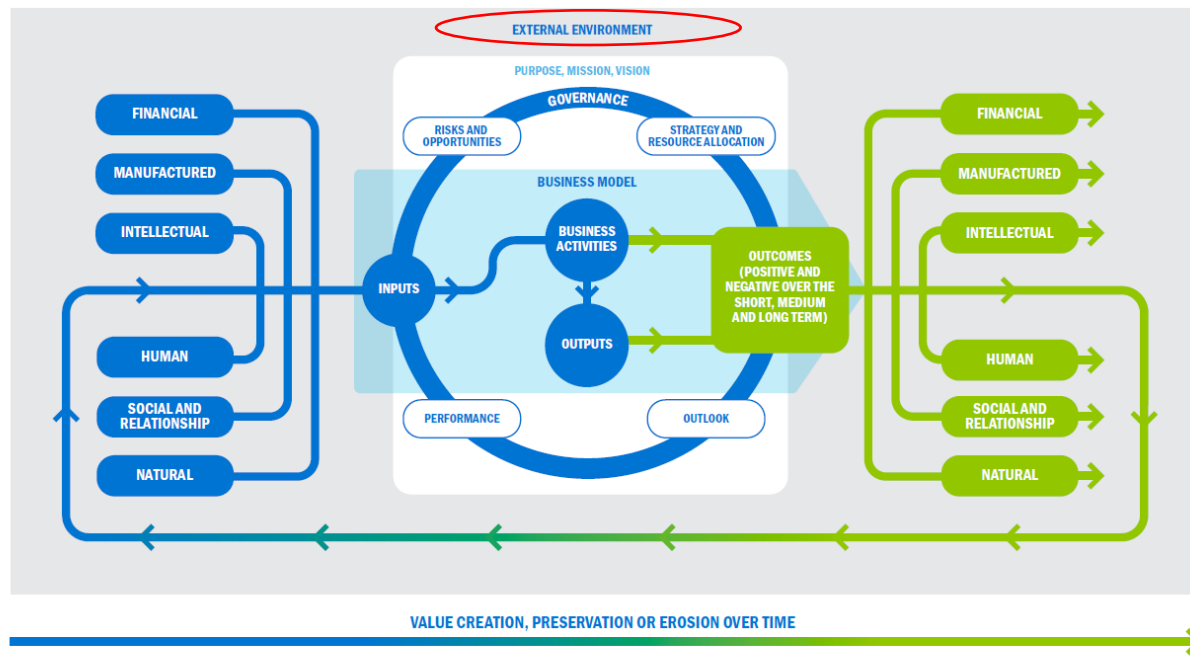 EXTERNAL ENVIRONMENT
PURPOSE, MISSION, VISION
GOVERNANCE
RISKS AND
OPPORTUNITIES
STRATEGY AND
RESOURCE ALLOCATION
FINANCIAL
MANUFACTURED
INTELLECTUAL
HUMAN
SOCIAL AND
RELATIONSHIP
NATURAL
BUSINESS MODEL
INPUTS
BUSINESS
ACTIVITIES
OUTPUTS
OUTCOMES
(POSITIVE AND
NEGATIVE OVER THE
SHORT, MEDIUM
AND LONG TERM)
PERFORMANCE
OUTLOOK
FINANCIAL
MANUFACTURED
INTELLECTUAL
HUMAN
SOCIAL AND
RELATIONSHIP
NATURAL
VALUE CREATION, PRESERVATION OR EROSION OVER TIME